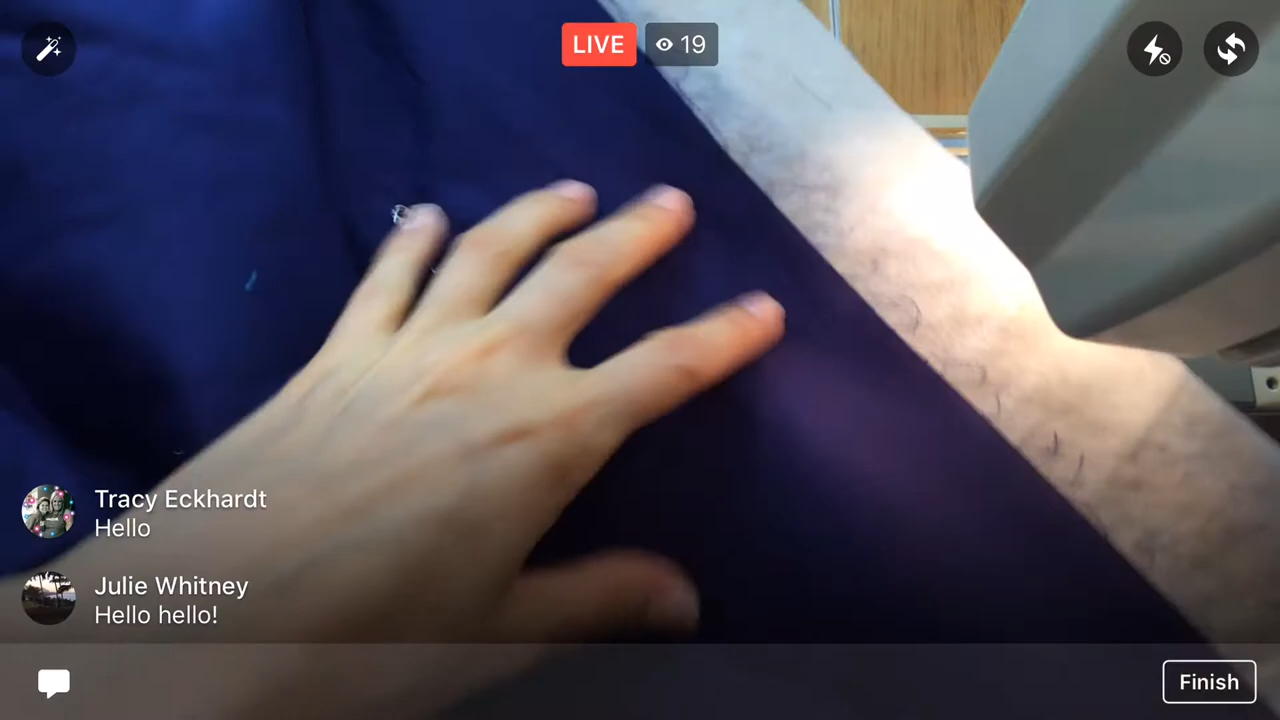 LIVE 19
Tracy Eckhardt
Hello
Julie Whitney
Hello hello!
Finish